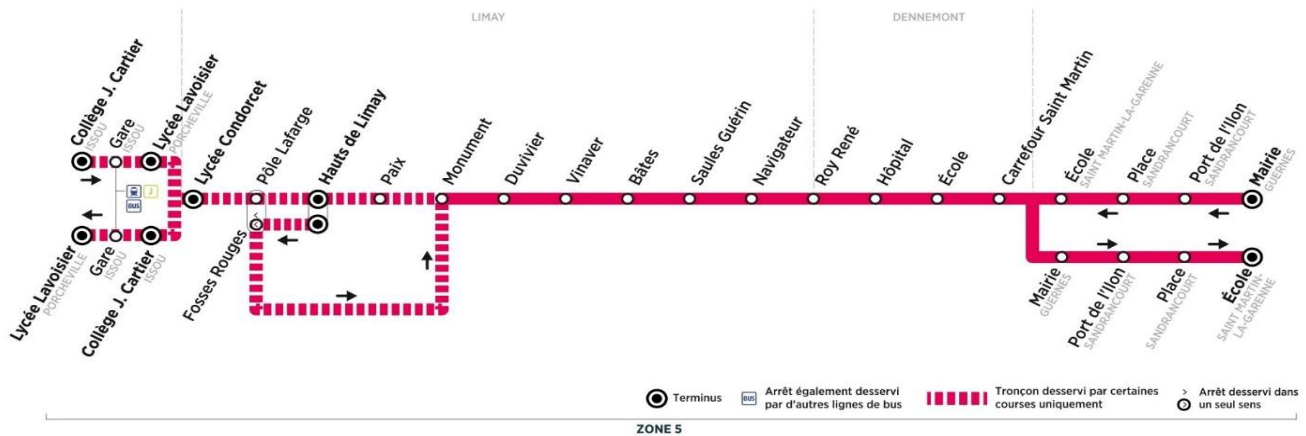 LIMAY
DENNEMONT
Collège J. Cartier
ISSOU
Gare
ISSOU
Lycée Lavoisier
PORCHEVILLE
Lycée Condorcet
Pôle Lafarge
Hauts de Limay
Paix
Monument
Duvivier
Vinaver
Bâtes
Saules Guérin
Navigateur
Roy René
Hôpital
École
Carrefour Saint Martin
École
SAINT MARTIN-LA-GARENNE
Place
SANDRANCOURT
Port de l'Ilon
SANDRANCOURT
Mairie
GUERNES
J
BUS
Lycée Lavoisier
PORCHEVILLE
Gare
ISSOU
Collège J. Cartier
ISSOU
Fosses Rouges
Mairie
GUERNES
Port de l'Ilon
SANDRANCOURT
Place
SANDRANCOURT
École
SAINT MARTIN-
LA-GARENNE
Terminus
BUS
Arrêt également desservi
par d'autres lignes de bus
Tronçon desservi par certaines
courses uniquement
Arrêt desservi dans
un seul sens
ZONE 5